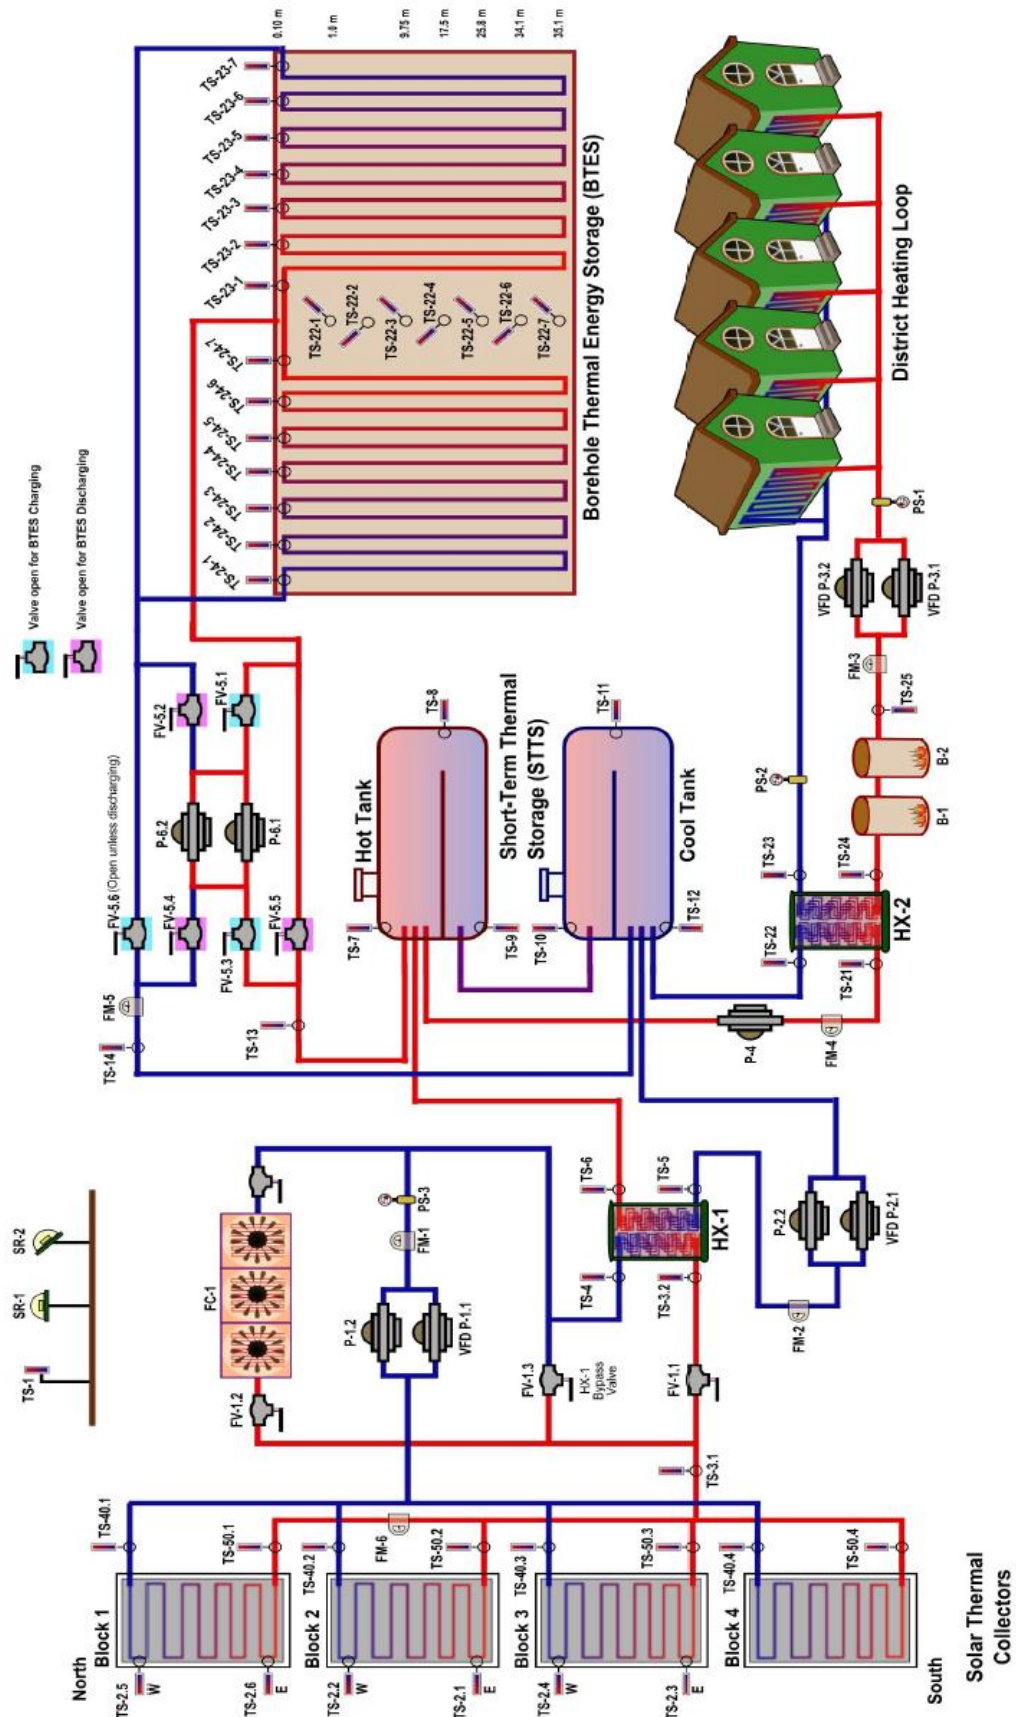 TS-1
SR-1
SR-2
Valve open for BTES Charging
Valve open for BTES Discharging
FC-1
FV-1.2
P-1.2
VFD P-1.1
FM-1
PS-3
FV-1.3
HX-1
Bypass
Valve
FV-1.1
TS-3.1
TS-3.2
TS-4
TS-5
TS-6
HX-1
FM-2
P-2.2
VFD P-2.1
North
Block 1
TS-2.5
W
TS-2.6
E
TS-40.1
TS-50.1
FM-6
Block 2
TS-2.2
W
TS-2.1
E
TS-40.2
TS-50.2
Block 3
TS-2.4
W
TS-2.3
E
TS-40.3
TS-50.3
Block 4
TS-40.4
TS-50.4
South
Solar Thermal
Collectors
TS-14
FM-5
FV-5.6 (Open unless discharging)
FV-5.4
FV-5.3
FV-5.5
TS-13
P-6.2
P-6.1
FV-5.2
FV-5.1
Hot Tank
TS-7
TS-8
TS-9
Short-Term Thermal
Storage (STTS)
TS-10
TS-11
TS-12
Cool Tank
P-4
FM-4
TS-21
TS-22
TS-23
TS-24
HX-2
PS-2
B-1
B-2
TS-25
FM-3
VFD P-3.2
VFD P-3.1
PS-1
District Heating Loop
TS-24-1
TS-24-2
TS-24-3
TS-24-4
TS-24-5
TS-24-6
TS-24-7
TS-23-1
TS-23-2
TS-23-3
TS-23-4
TS-23-5
TS-23-6
TS-23-7
TS-22-1
TS-22-2
TS-22-3
TS-22-4
TS-22-5
TS-22-6
TS-22-7
0.10 m
1.0 m
9.75 m
17.5 m
25.8 m
34.1 m
35.1 m
Borehole Thermal Energy Storage (BTES)